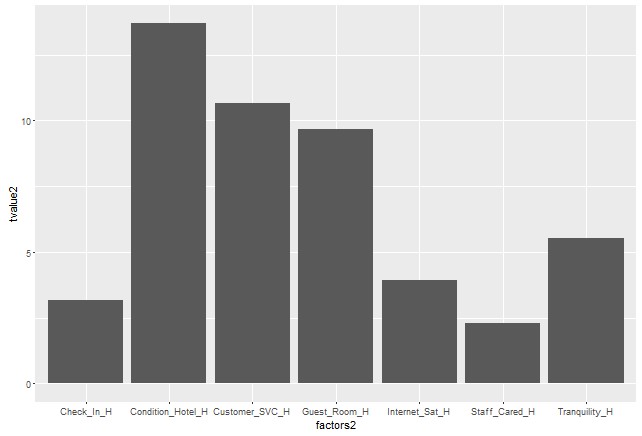 tvalue2
10
5
0
Check_In_H Condition_Hotel_H Customer_SVC_H Guest_Room_H Internet_Sat_H Staff_Cared_H Tranquility_H
factors2